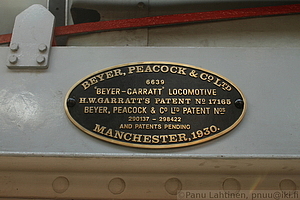 BEYER, PEACOCK & Cº LTD
6639
"BEYER-GARRATT" LOCOMOTIVE
H.W.GARRATT'S PATENT Nº 17165
BEYER, PEACOCK & Cº LTD PATENT Nºs
290137 – 298422
AND PATENTS PENDING
MANCHESTER, 1930.
©Panu Lahtinen, pnuu@iki.fi